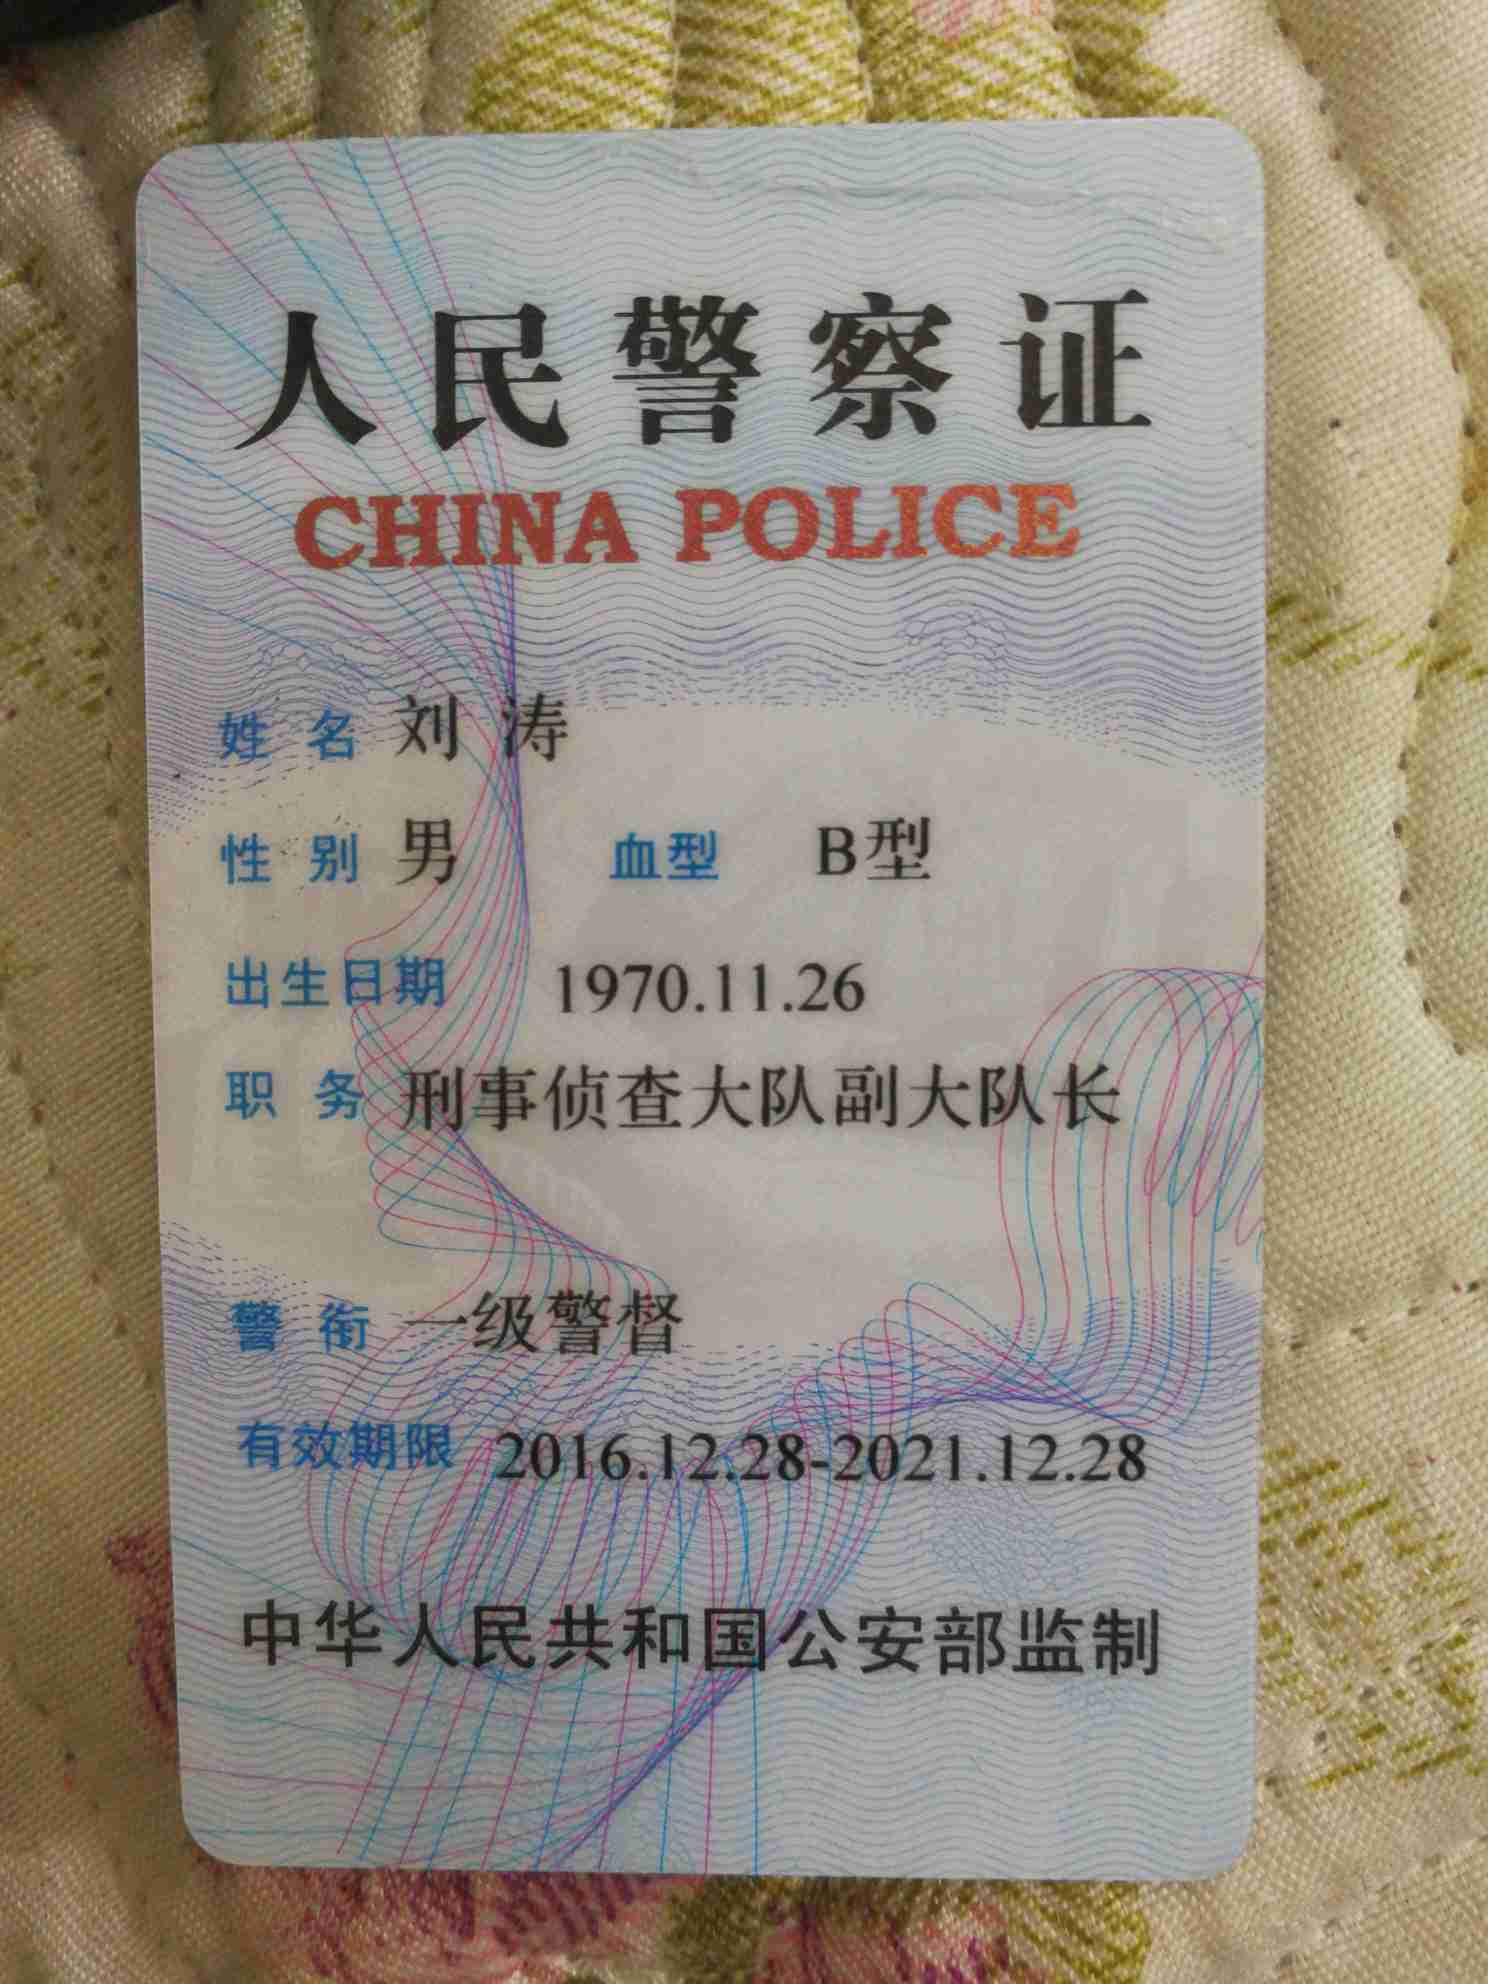 人民警察证
CHINA POLICE
姓名 刘涛
性别 男 血型 B型
出生日期 1970.11.26
职务 刑事侦查大队副大队长
警衔 一级警督
有效期限 2016.12.28-2021.12.28
中华人民共和国公安部监制